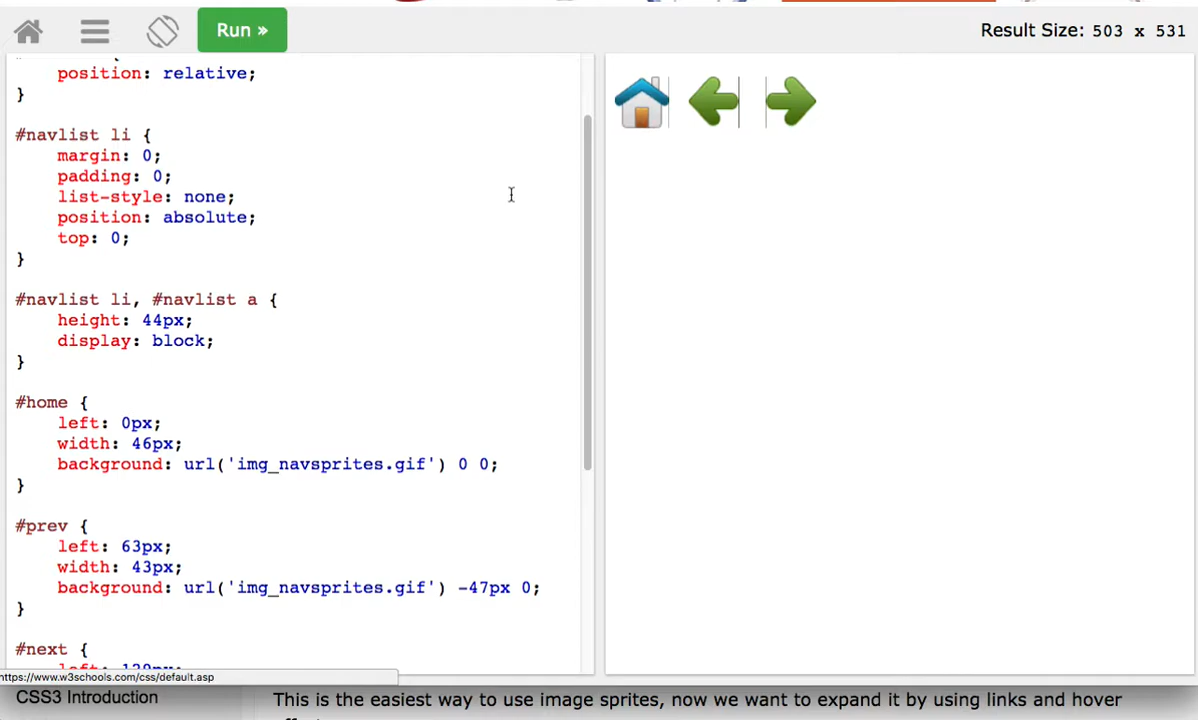 Run »
Result Size: 503 x 531
position: relative;
}
#navlist li {
margin: 0;
padding: 0;
list-style: none;
position: absolute;
top: 0;
}
#navlist li, #navlist a {
height: 44px;
display: block;
}
#home {
left: 0px;
width: 46px;
background: url('img_navsprites.gif') 0 0;
}
#prev {
left: 63px;
width: 43px;
background: url('img_navsprites.gif') -47px 0;
}
#next {
left: 129px;
https://www.w3schools.com/css/default.asp
CSS3 Introduction
This is the easiest way to use image sprites, now we want to expand it by using links and hover